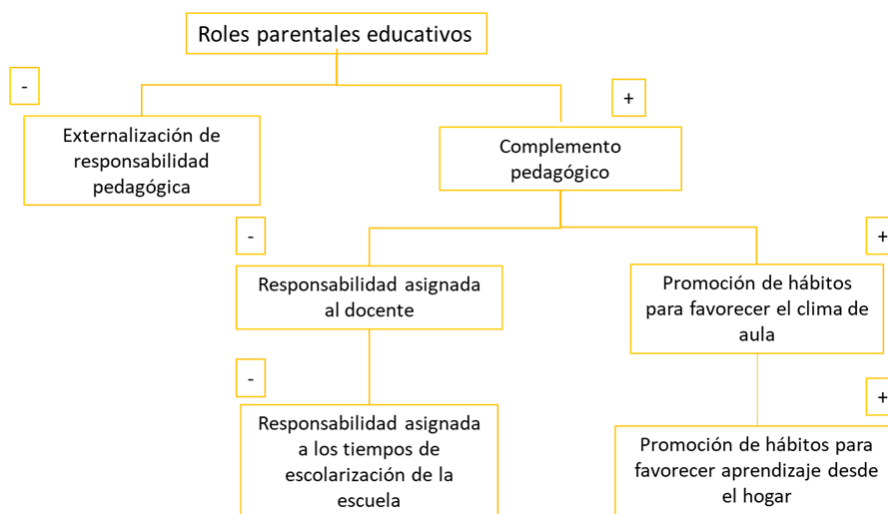 Roles parentales educativos
-
+
Externalización de
responsabilidad
pedagógica
Complemento
pedagógico
-
+
Responsabilidad asignada
al docente
Promoción de hábitos
para favorecer el clima de
aula
-
+
Responsabilidad asignada
a los tiempos de
escolarización de la
escuela
Promoción de hábitos para
favorecer aprendizaje desde
el hogar